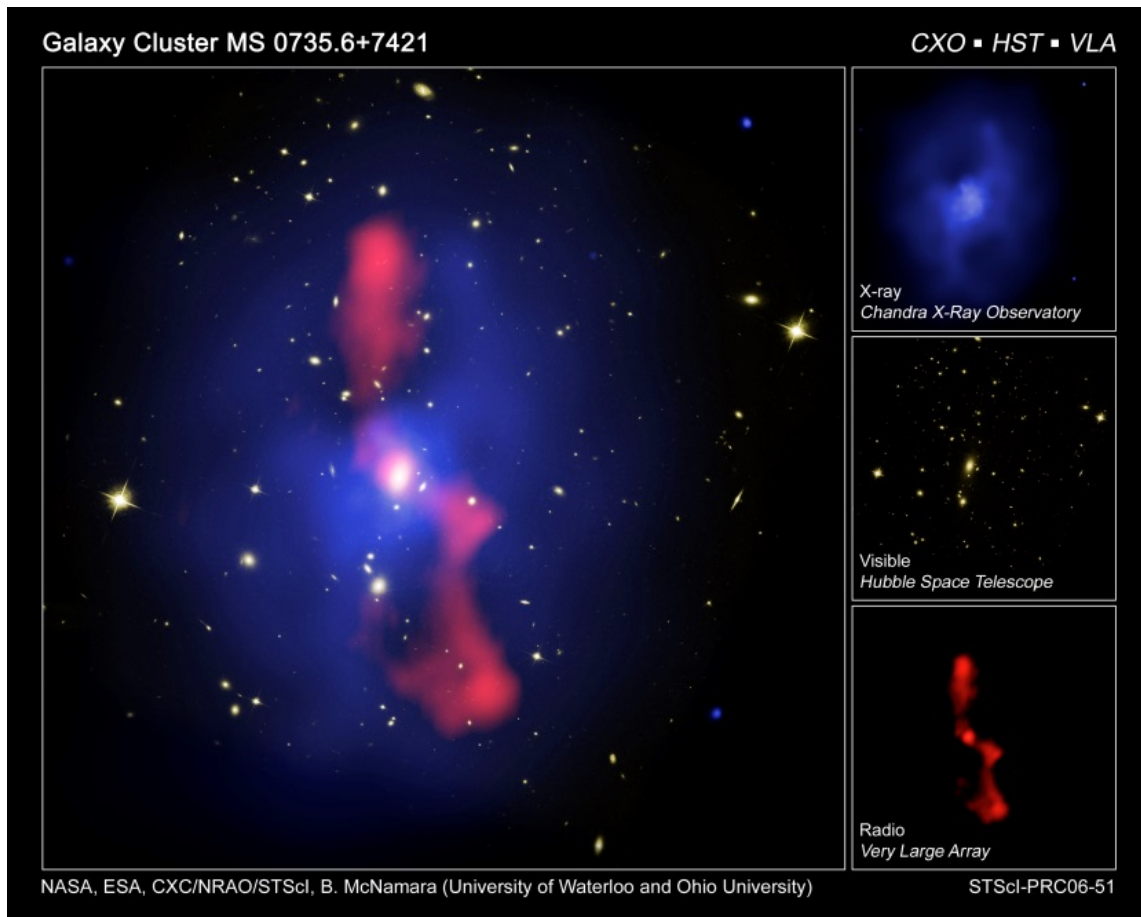 Galaxy Cluster MS 0735.6+7421
CXO ▪ HST ▪ VLA
X-ray
Chandra X-Ray Observatory
Visible
Hubble Space Telescope
Radio
Very Large Array
NASA, ESA, CXC/NRAO/STScI, B. McNamara (University of Waterloo and Ohio University)
STScI-PRC06-51